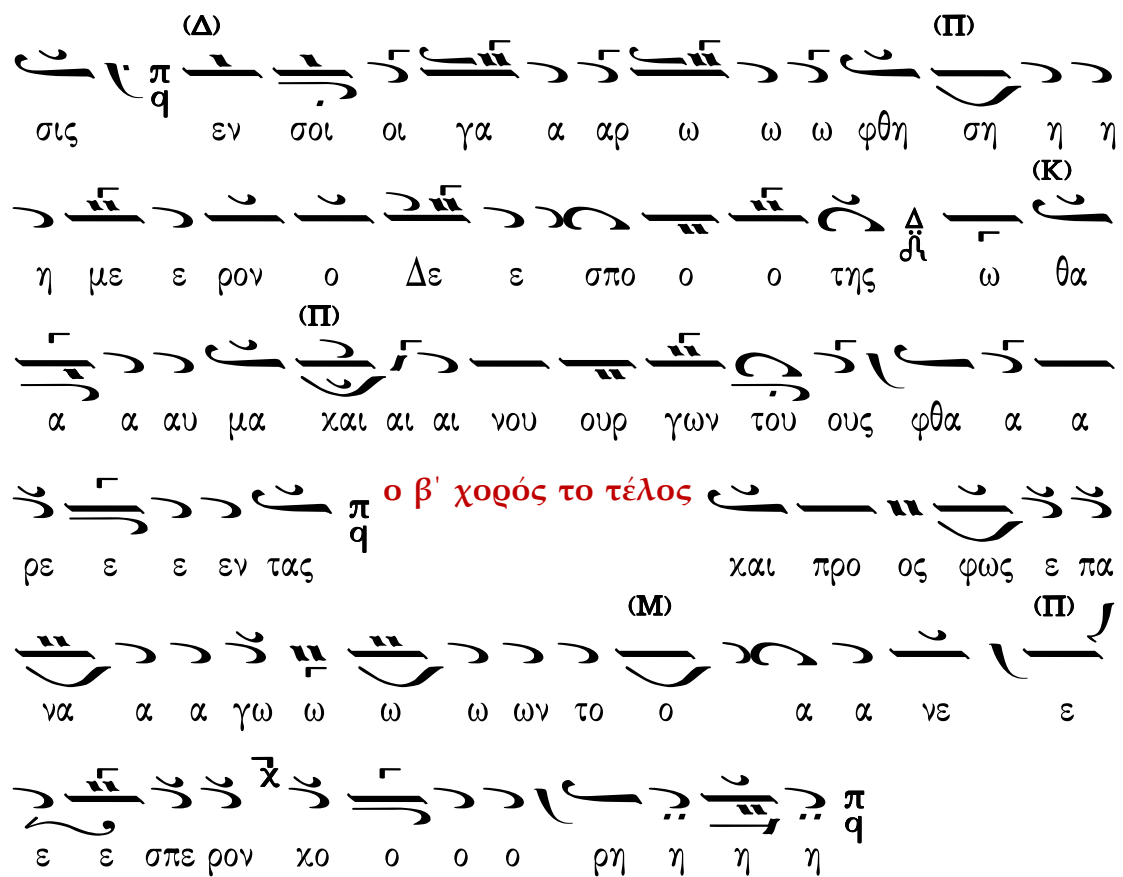 (Δ) (Π)
π q
σις εν σοι οι γα α αρ ω ω ω φθη ση η η
(Κ)
Δ
η με ε ρον ο Δε ε σπο ο ο της ω θα
(Π)
α α αυ μα και αι αι νου ουρ γων του ους φθα α α
π q ο β' χορός το τέλος
ρε ε ε εν τας και προ ος φως ε πα
(Μ) (Π)
να α α γω ω ω ω ων το ο α α νε ε
χ π q
ε ε σπε ρον χο ο ο ο ρη η η η